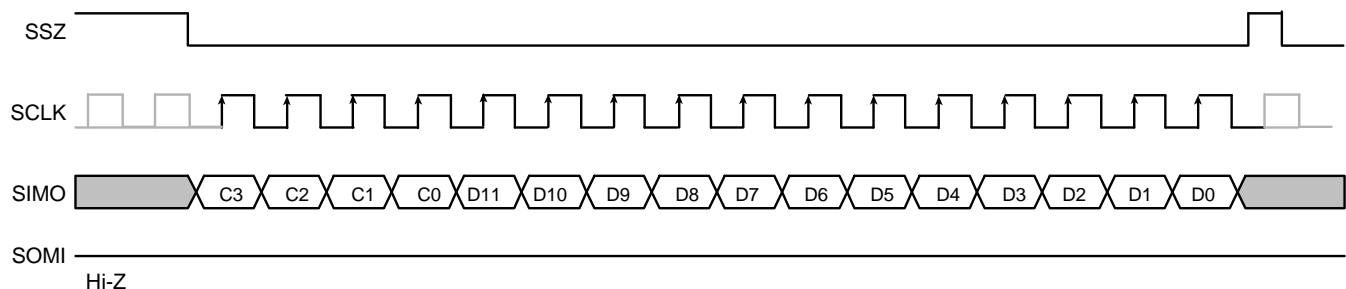 SSZ
SCLK
SIMO C3 C2 C1 C0 D11 D10 D9 D8 D7 D6 D5 D4 D3 D2 D1 D0
SOMI
Hi-Z